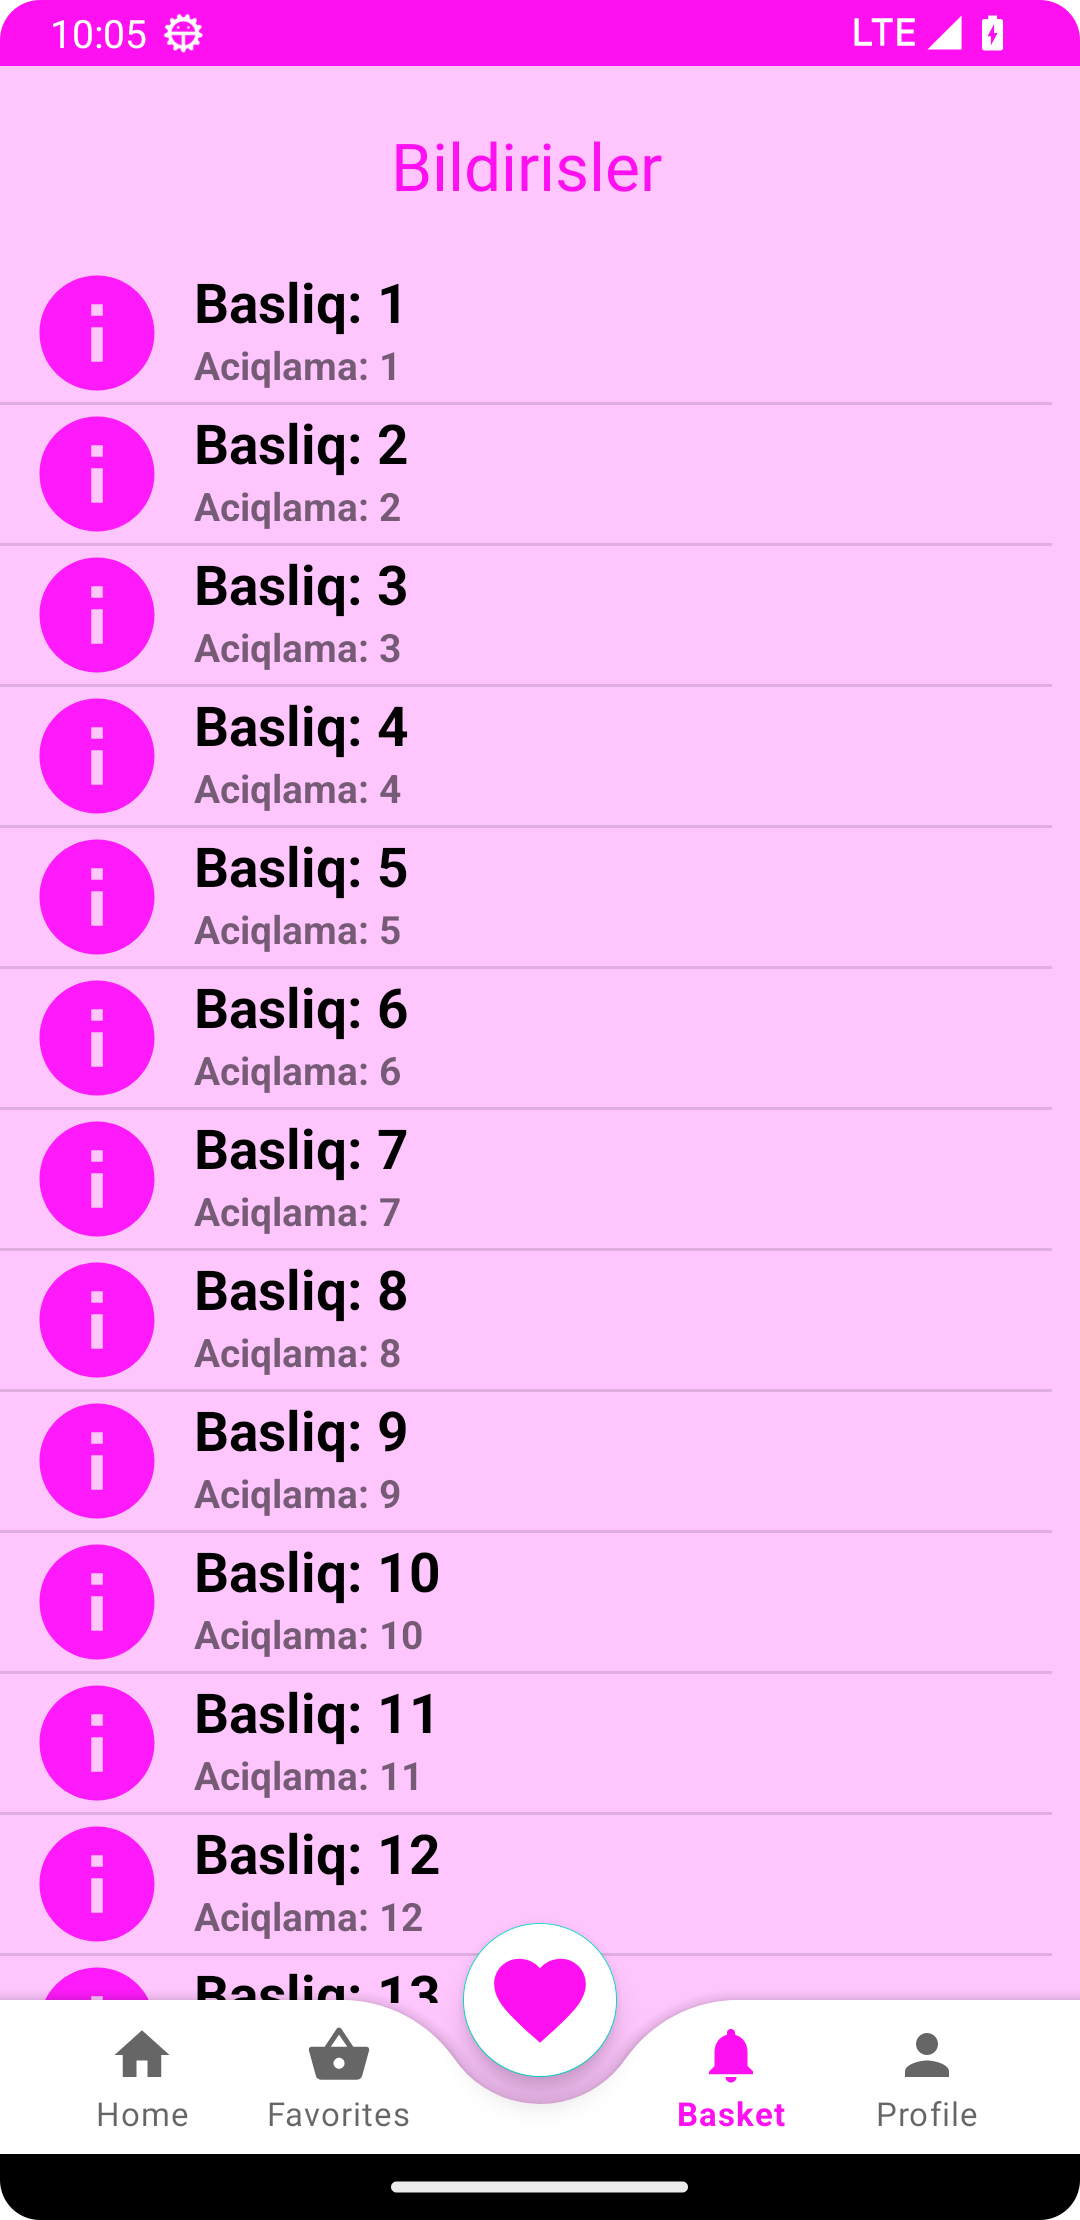 10:05 LTE
Bildirisler
Basliq: 1
Aciqlama: 1
Basliq: 2
Aciqlama: 2
Basliq: 3
Aciqlama: 3
Basliq: 4
Aciqlama: 4
Basliq: 5
Aciqlama: 5
Basliq: 6
Aciqlama: 6
Basliq: 7
Aciqlama: 7
Basliq: 8
Aciqlama: 8
Basliq: 9
Aciqlama: 9
Basliq: 10
Aciqlama: 10
Basliq: 11
Aciqlama: 11
Basliq: 12
Aciqlama: 12
Basliq: 13
Home Favorites Basket Profile